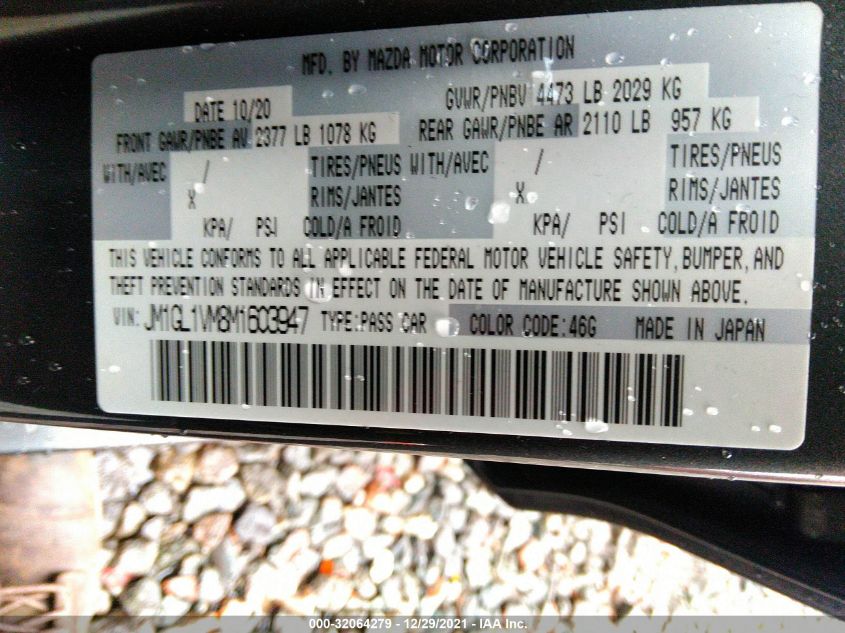 MFD. BY MAZDA MOTOR CORPORATION
DATE 10/20 GVWR/PNBV 4473 LB 2029 KG
FRONT GAWR/PNBE AV 2377 LB 1078 KG REAR GAWR/PNBE AR 2110 LB 957 KG
WITH/AVEC / TIRES/PNEUS WITH/AVEC / TIRES/PNEUS
X RIMS/JANTES X RIMS/JANTES
KPA/ PSI COLD/A FROID KPA/ PSI COLD/A FROID
THIS VEHICLE CONFORMS TO ALL APPLICABLE FEDERAL MOTOR VEHICLE SAFETY, BUMPER, AND
THEFT PREVENTION STANDARDS IN EFFECT ON THE DATE OF MANUFACTURE SHOWN ABOVE.
VIN: JM1GL1VM8M1603947 TYPE:PASS CAR COLOR CODE:46G MADE IN JAPAN
000-32064279 - 12/29/2021 - IAA Inc.